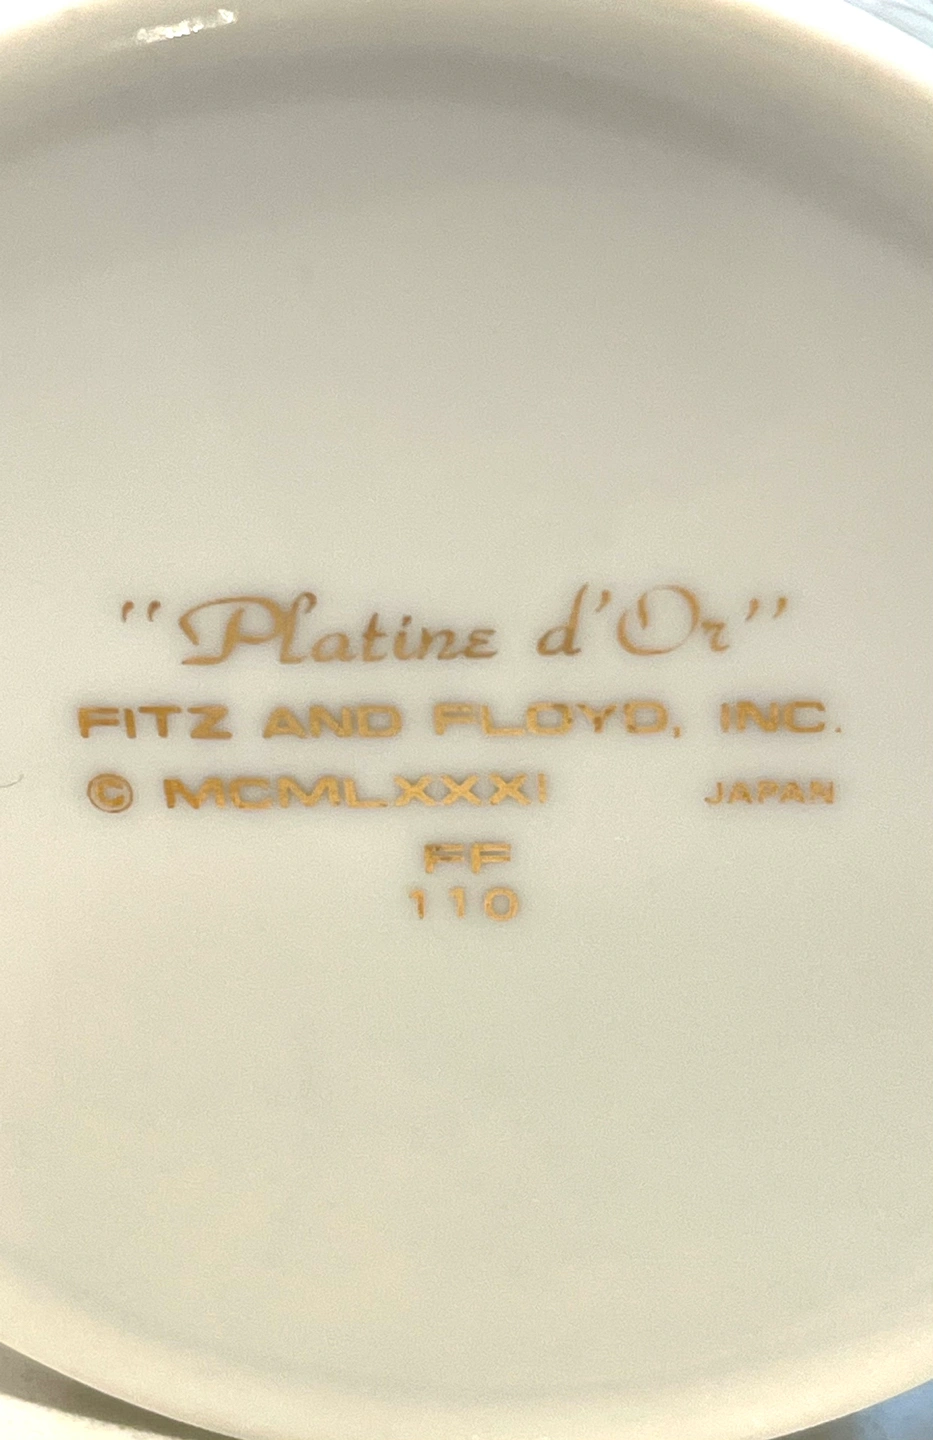 "Platine d'Or"
FITZ AND FLOYD, INC.
© MCMLXXXI JAPAN
FF
110